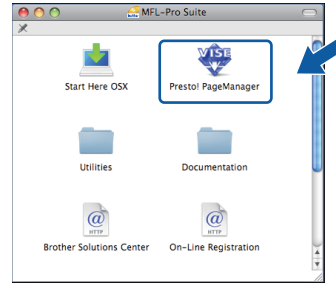 MFL-Pro Suite
Start Here OSX
VISE
Presto! PageManager
Utilities
Documentation
@
HTTP
Brother Solutions Center
@
HTTP
On-Line Registration